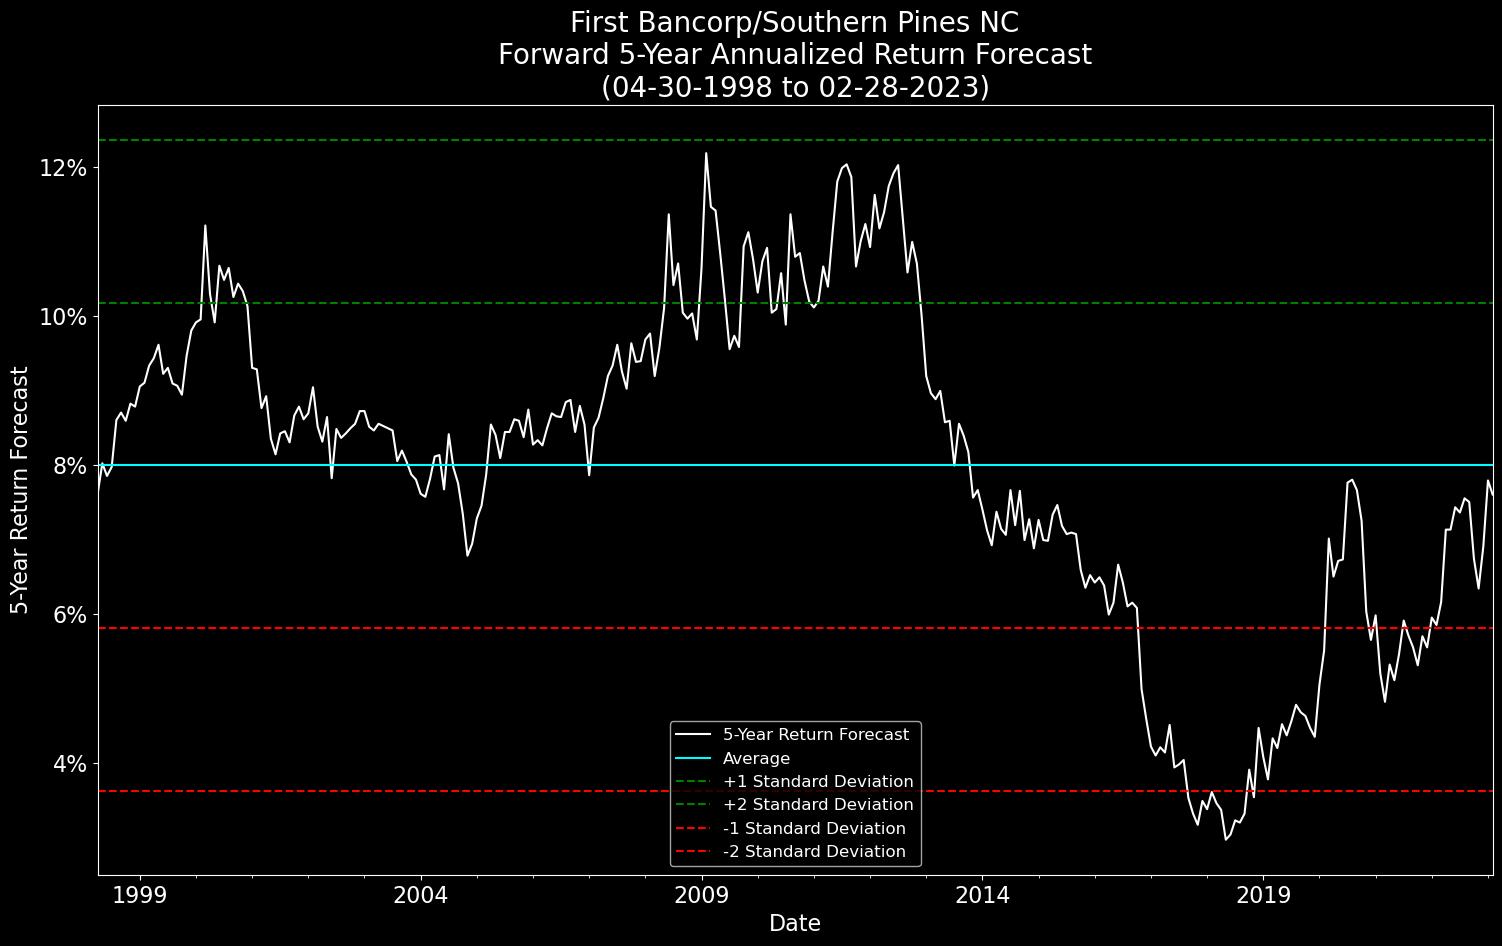 First Bancorp/Southern Pines NC
Forward 5-Year Annualized Return Forecast
(04-30-1998 to 02-28-2023)
5-Year Return Forecast
12%
10%
8%
6%
4%
5-Year Return Forecast
Average
+1 Standard Deviation
+2 Standard Deviation
-1 Standard Deviation
-2 Standard Deviation
1999 2004 2009 2014 2019
Date